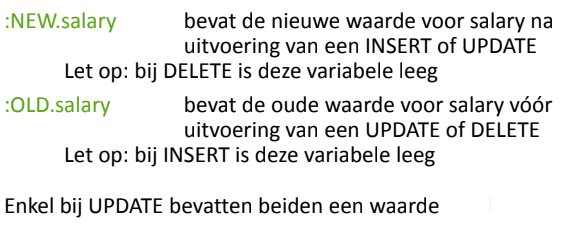 :NEW.salary bevat de nieuwe waarde voor salary na
uitvoering van een INSERT of UPDATE
Let op: bij DELETE is deze variabele leeg
:OLD.salary bevat de oude waarde voor salary vóór
uitvoering van een UPDATE of DELETE
Let op: bij INSERT is deze variabele leeg
Enkel bij UPDATE bevatten beiden een waarde